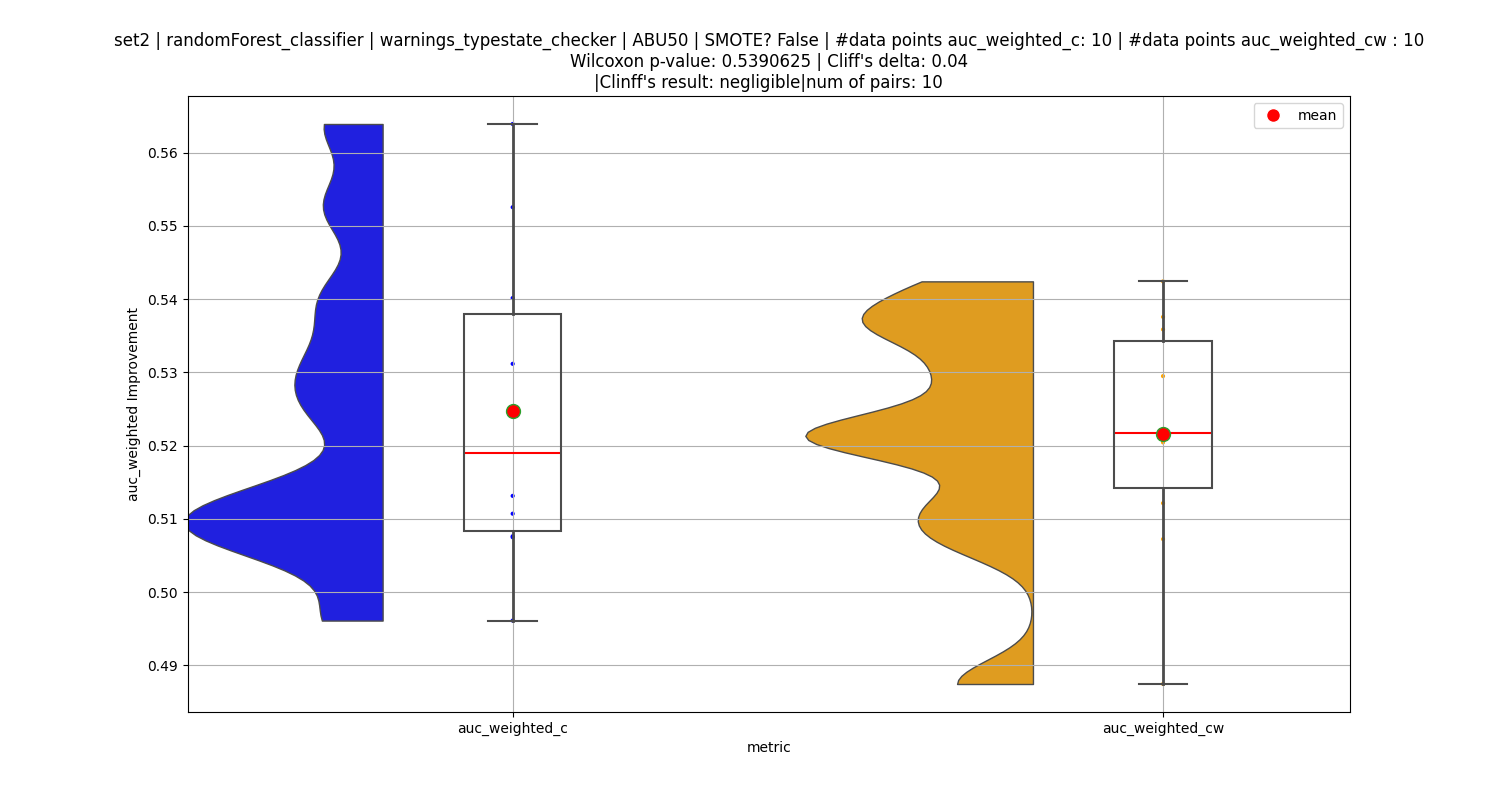 set2 | randomForest_classifier | warnings_typestate_checker | ABU50 | SMOTE? False | #data points auc_weighted_c: 10 | #data points auc_weighted_cw : 10
Wilcoxon p-value: 0.5390625 | Cliff's delta: 0.04
|Clinff's result: negligible|num of pairs: 10
mean
0.56
0.55
0.54
0.53
0.52
0.51
0.50
0.49
auc_weighted Improvement
auc_weighted_c
auc_weighted_cw
metric